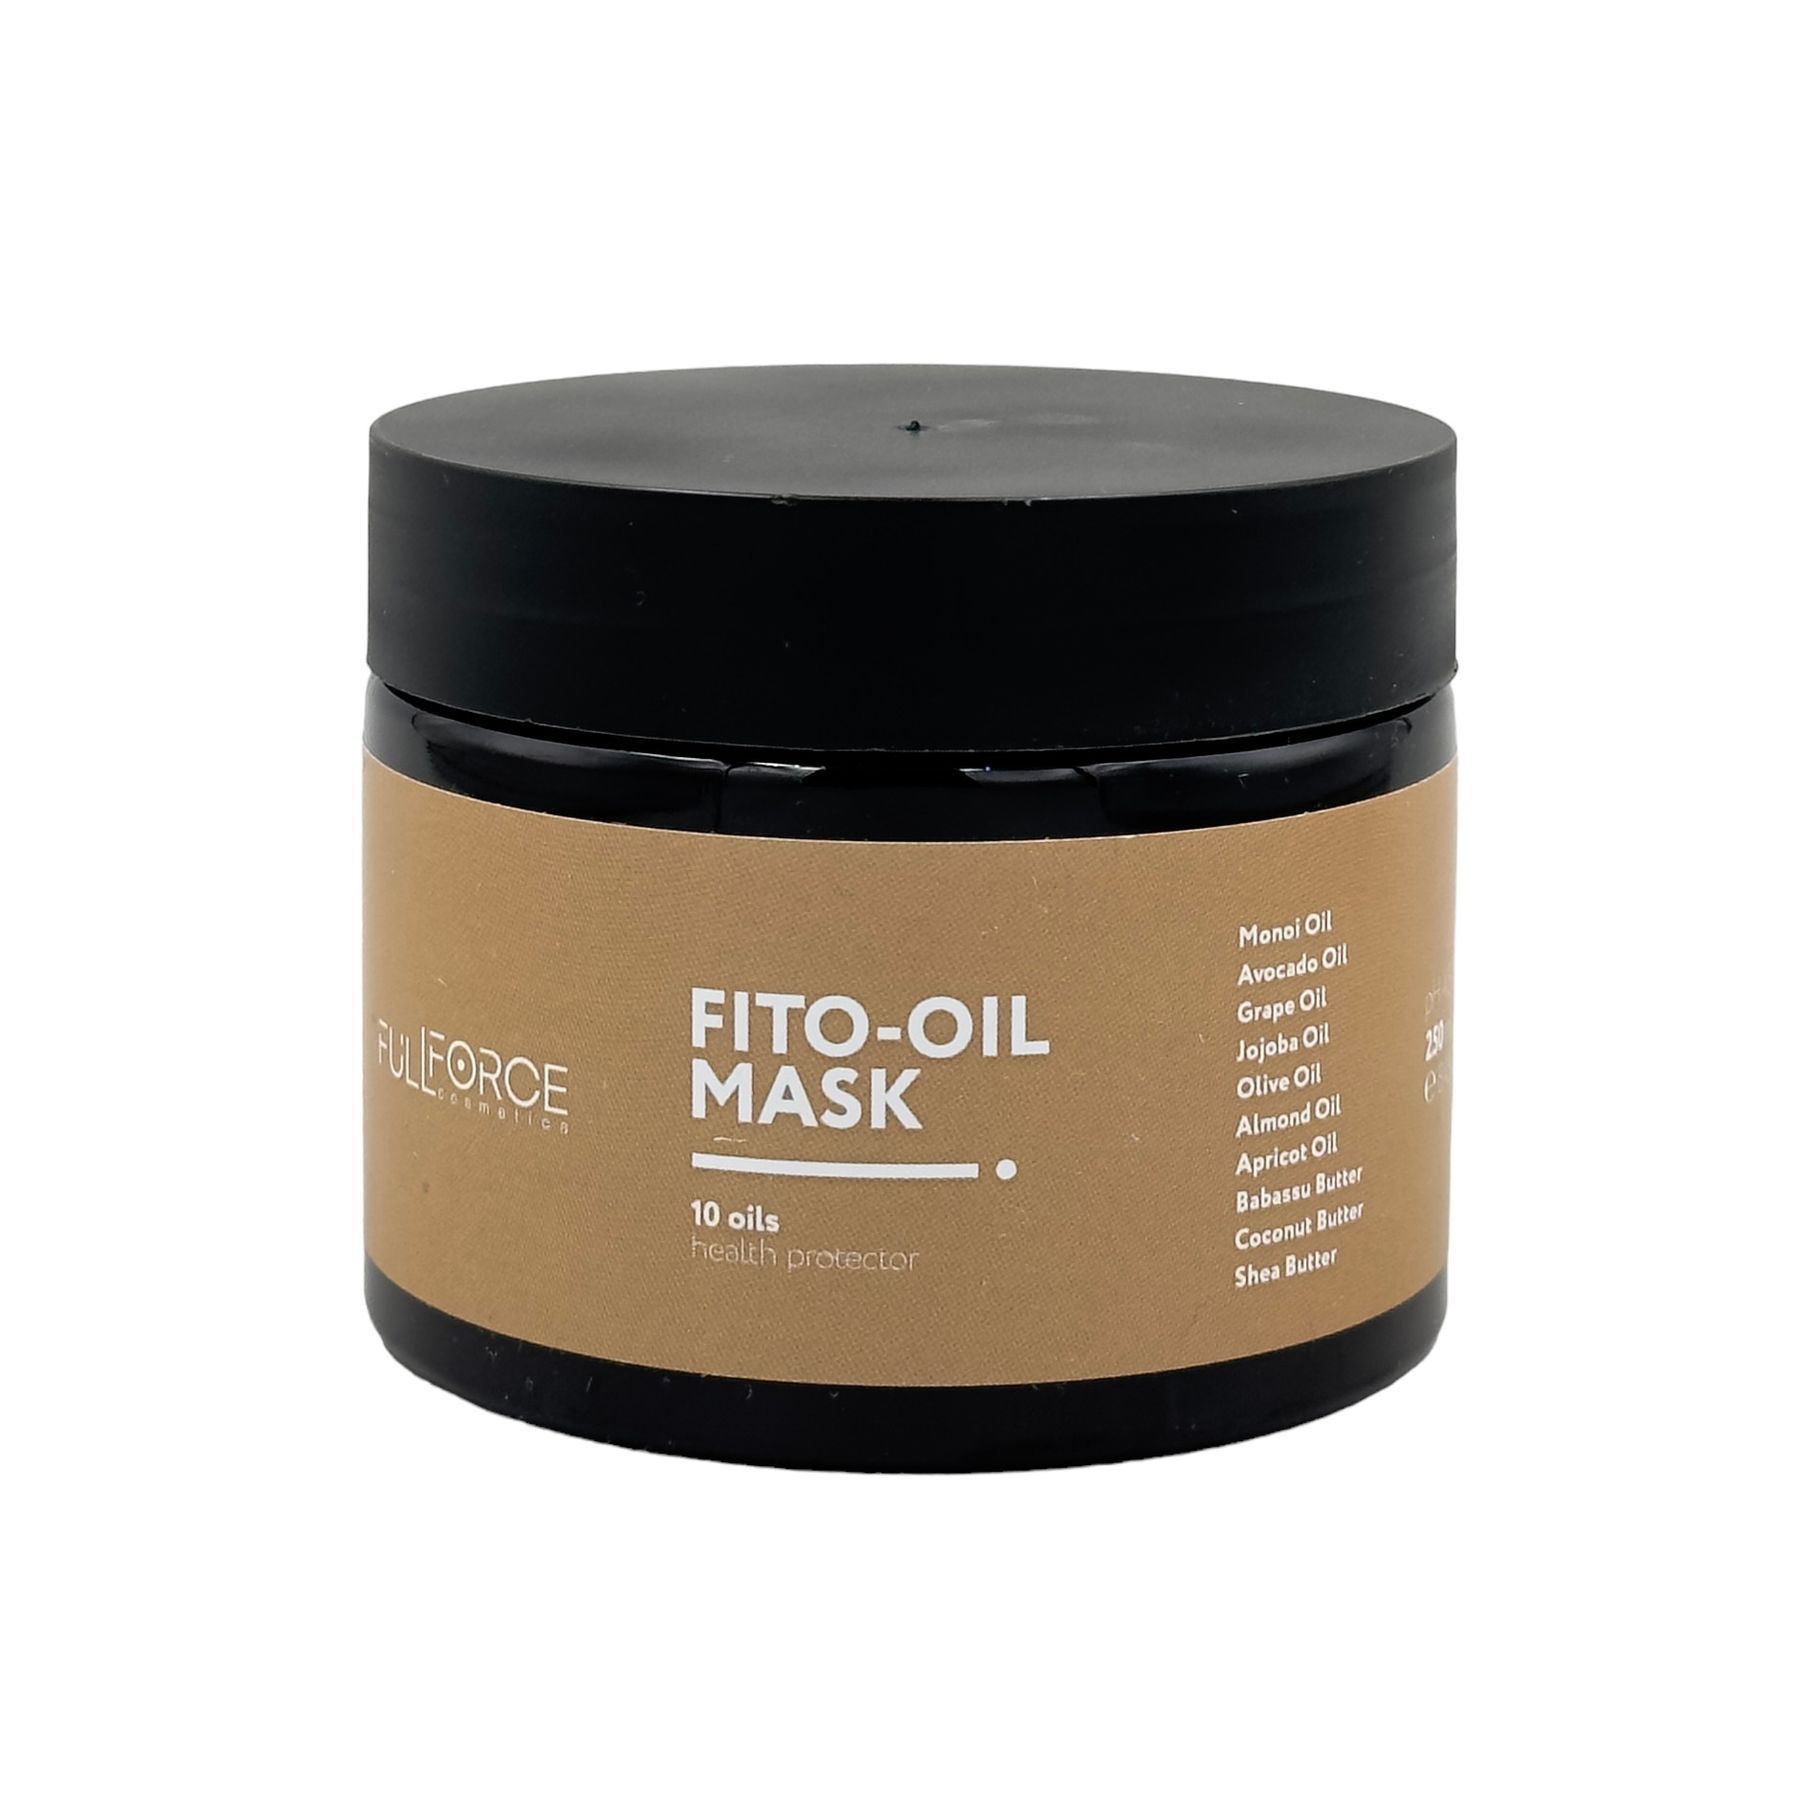 FULLFORCE
cosmetics
FITO-OIL
MASK
10 oils
health protector
Monoi Oil
Avocado Oil
Grape Oil
Jojoba Oil
Olive Oil
Almond Oil
Apricot Oil
Babassu Butter
Coconut Butter
Shea Butter
250